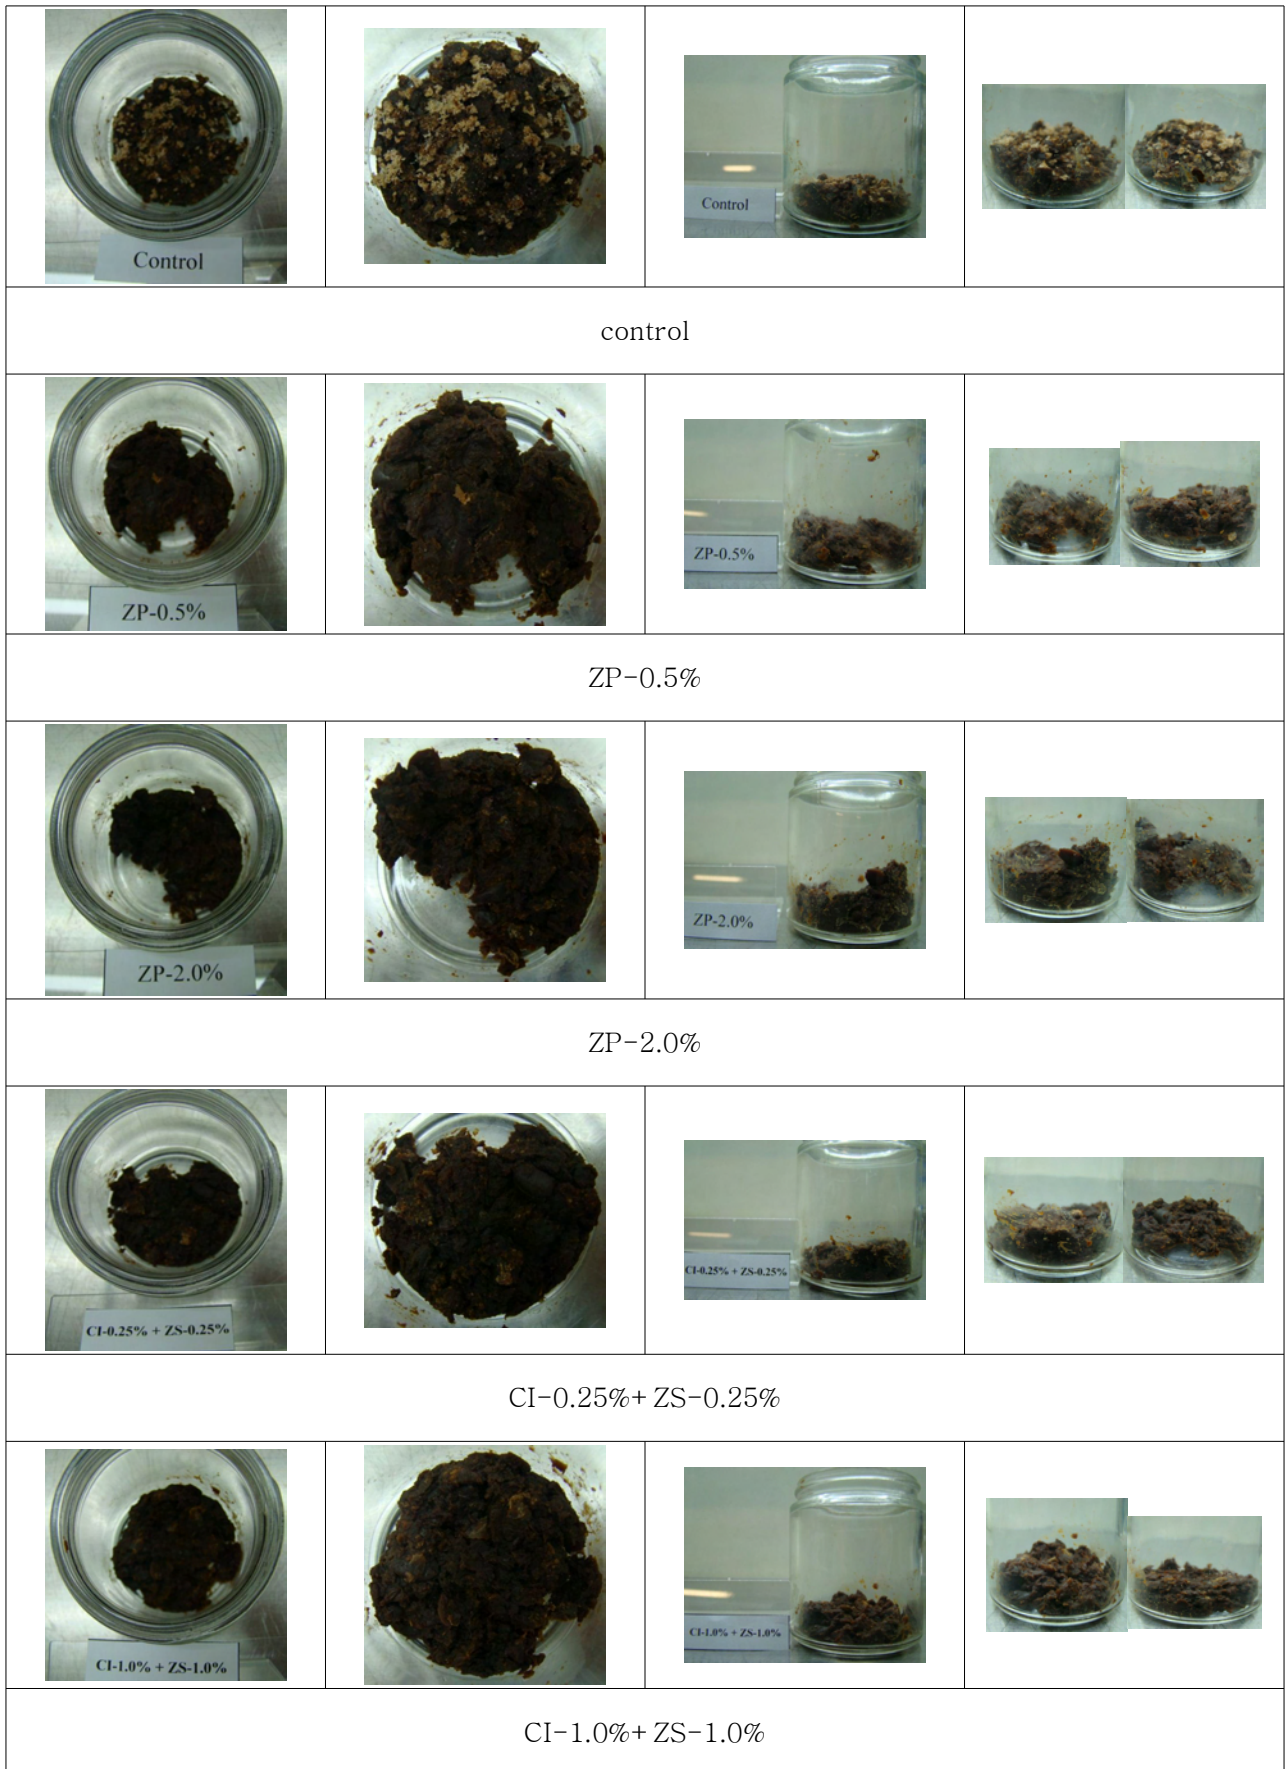 Control
Control
control
ZP-0.5%
ZP-0.5%
ZP-0.5%
ZP-2.0%
ZP-2.0%
ZP-2.0%
CI-0.25% + ZS-0.25%
CI-0.25% + ZS-0.25%
CI-0.25%+ ZS-0.25%
CI-1.0% + ZS-1.0%
CI-1.0% + ZS-1.0%
CI-1.0%+ ZS-1.0%